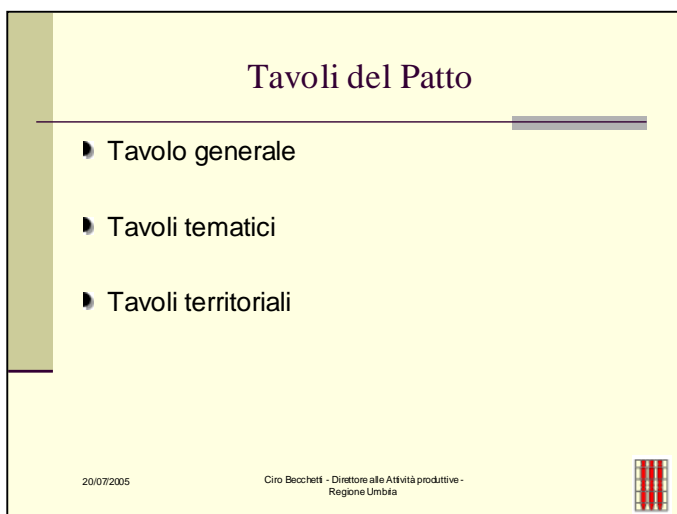 Tavoli del Patto
Tavolo generale
Tavoli tematici
Tavoli territoriali
20/07/2005
Ciro Becchetti - Direttore alle Attività produttive -
Regione Umbria